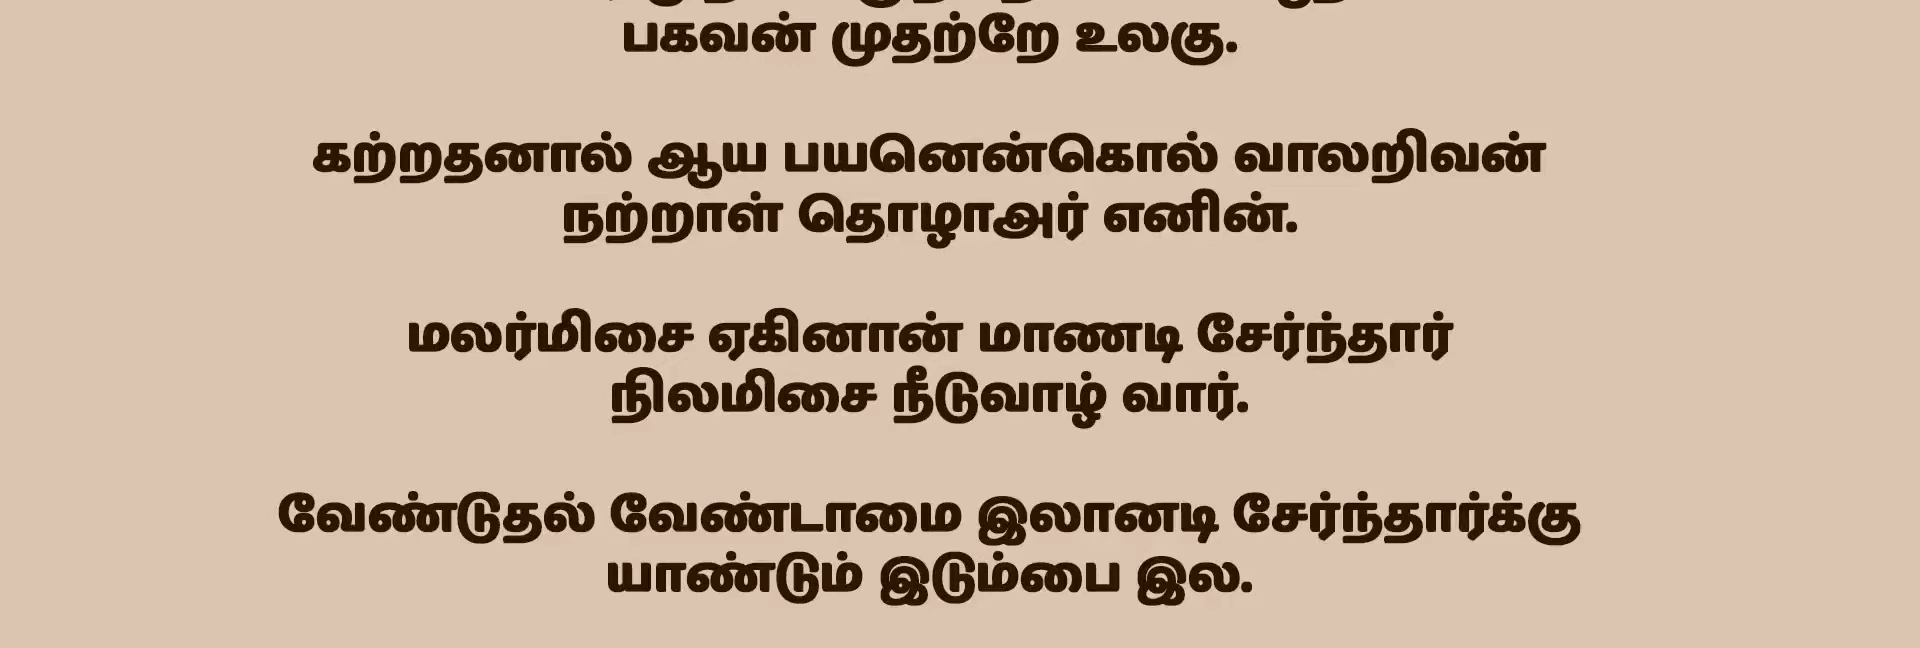 பகவன் முதற்றே உலகு.
கற்றதனால் ஆய பயனென்கொல் வாலறிவன்
நற்றாள் தொழாஅர் எனின்.
மலர்மிசை ஏகினான் மாணடி சேர்ந்தார்
நிலமிசை நீடுவாழ் வார்.
வேண்டுதல் வேண்டாமை இலானடி சேர்ந்தார்க்கு
யாண்டும் இடும்பை இல.